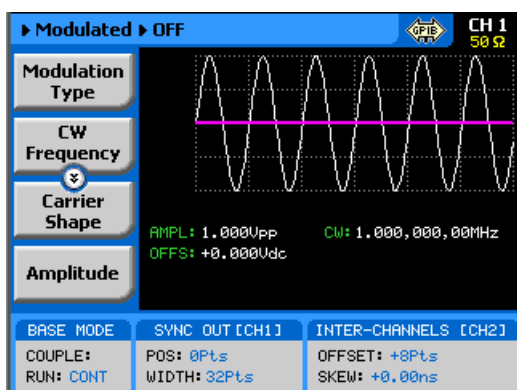 ▶ Modulated ▶ OFF
GPIB
CH 1
50 Ω
Modulation
Type
CW
Frequency
Carrier
Shape
Amplitude
AMPL: 1.000Vpp
CW: 1.000,000,00MHz
OFFS: +0.000Vdc
BASE MODE
COUPLE:
RUN: CONT
SYNC OUT [CH1]
POS: 0Pts
WIDTH: 32Pts
INTER-CHANNELS [CH2]
OFFSET: +8Pts
SKEW: +0.00ns